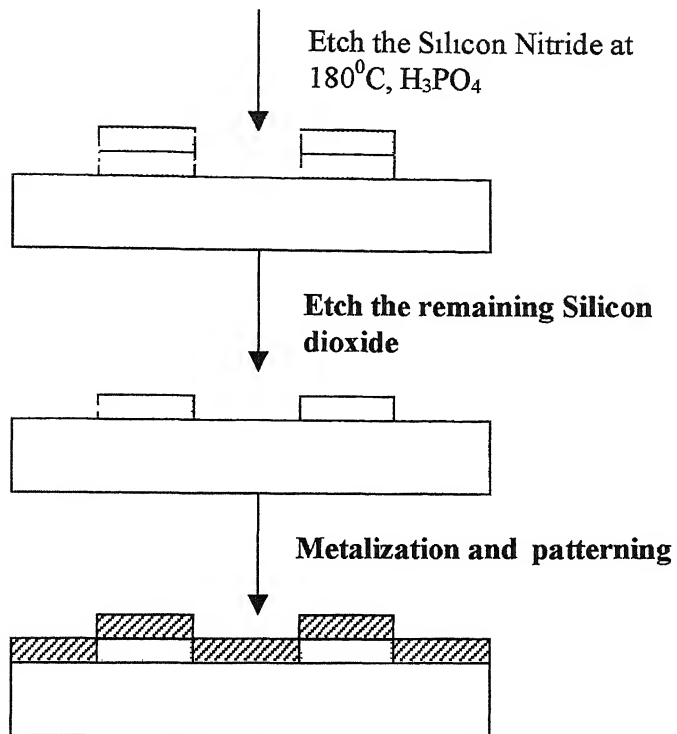 Etch the Silicon Nitride at
180⁰C, H₃PO₄
Etch the remaining Silicon
dioxide
Metalization and patterning